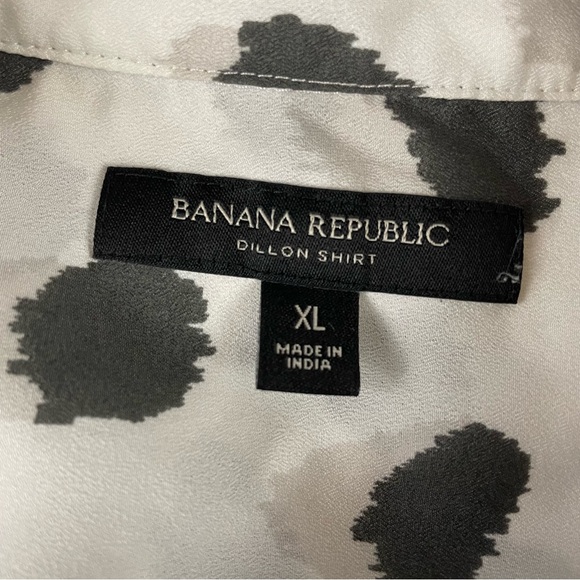 BANANA REPUBLIC
DILLON SHIRT
XL
MADE IN
INDIA